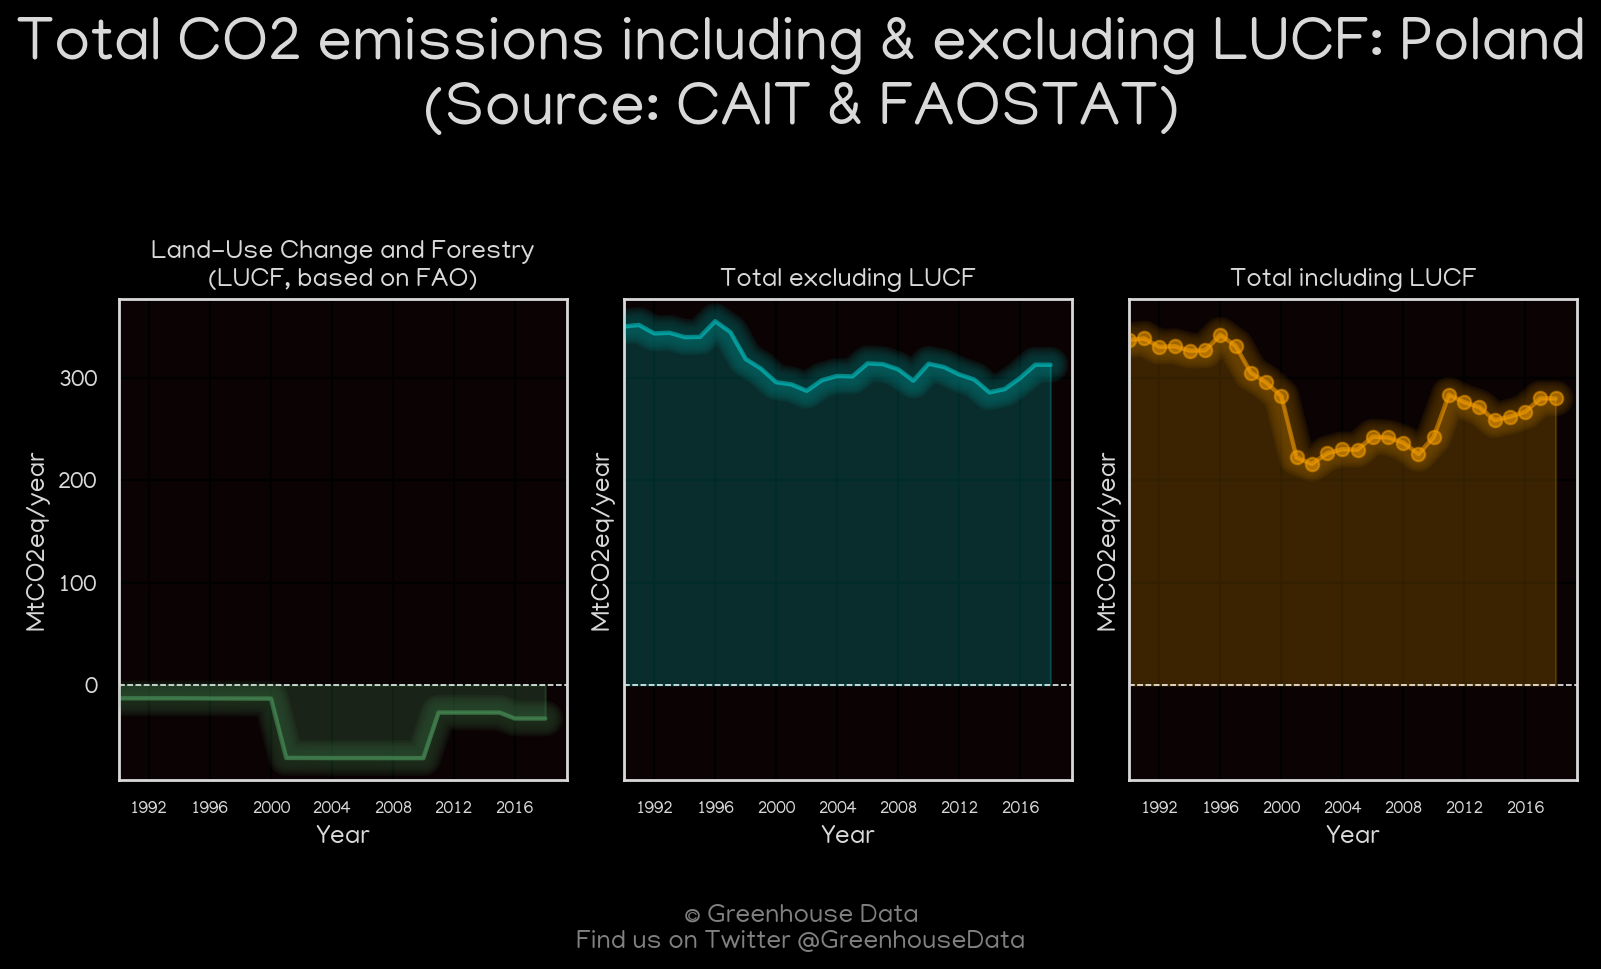 Total CO2 emissions including & excluding LUCF: Poland
(Source: CAIT & FAOSTAT)
Land-Use Change and Forestry
(LUCF, based on FAO)
Total excluding LUCF
Total including LUCF
MtCO2eq/year
300
200
100
0
MtCO2eq/year
MtCO2eq/year
1992 1996 2000 2004 2008 2012 2016
1992 1996 2000 2004 2008 2012 2016
1992 1996 2000 2004 2008 2012 2016
Year
Year
Year
© Greenhouse Data
Find us on Twitter @GreenhouseData